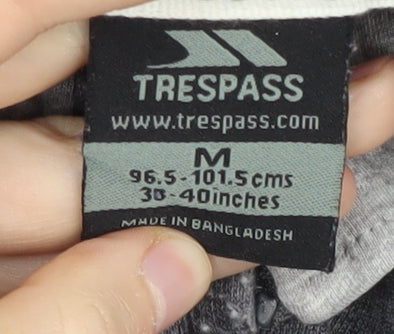 TRESPASS
www.trespass.com
M
96.5-101.5cms
38-40inches
MADE IN BANGLADESH